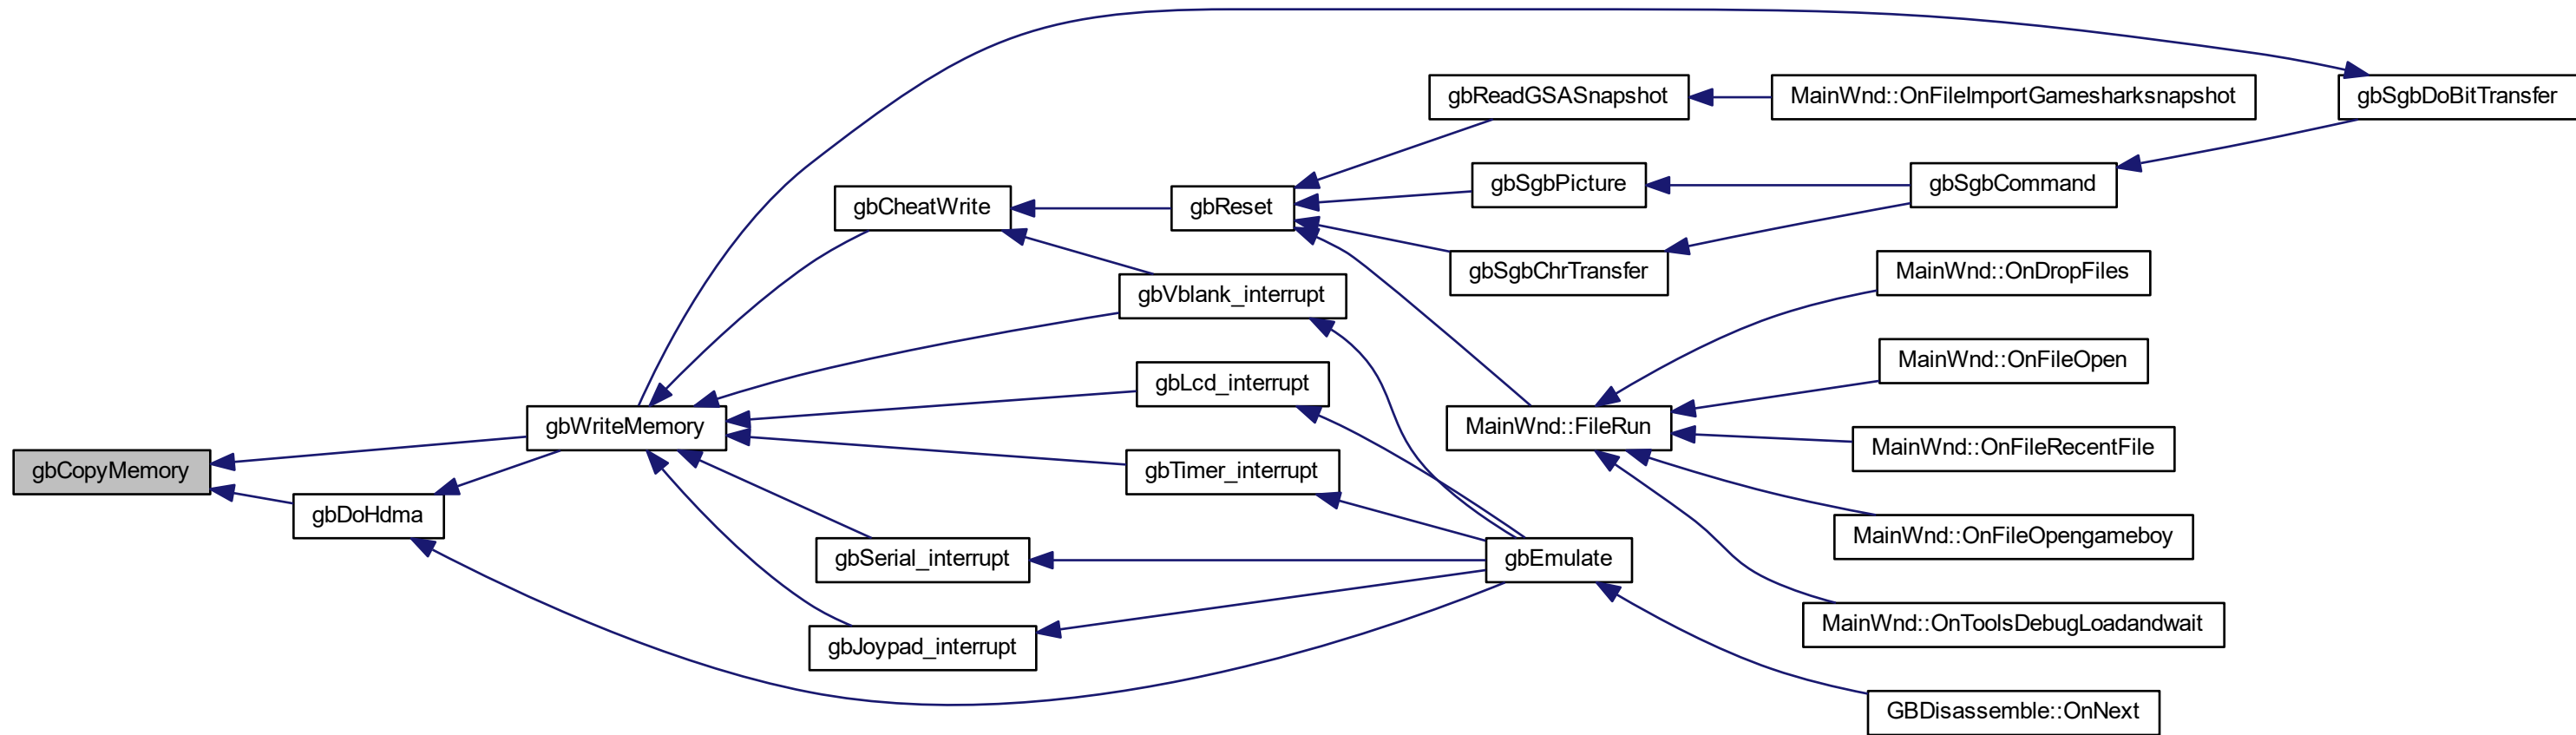 gbReadGSASnapshot
MainWnd::OnFileImportGamesharksnapshot
gbSgbDoBitTransfer
gbCheatWrite
gbReset
gbSgbPicture
gbSgbCommand
gbSgbChrTransfer
MainWnd::OnDropFiles
gbVblank_interrupt
MainWnd::OnFileOpen
gbLcd_interrupt
gbWriteMemory
MainWnd::FileRun
MainWnd::OnFileRecentFile
gbCopyMemory
gbTimer_interrupt
gbDoHdma
MainWnd::OnFileOpengameboy
gbSerial_interrupt
gbEmulate
MainWnd::OnToolsDebugLoadandwait
gbJoypad_interrupt
GBDisassemble::OnNext